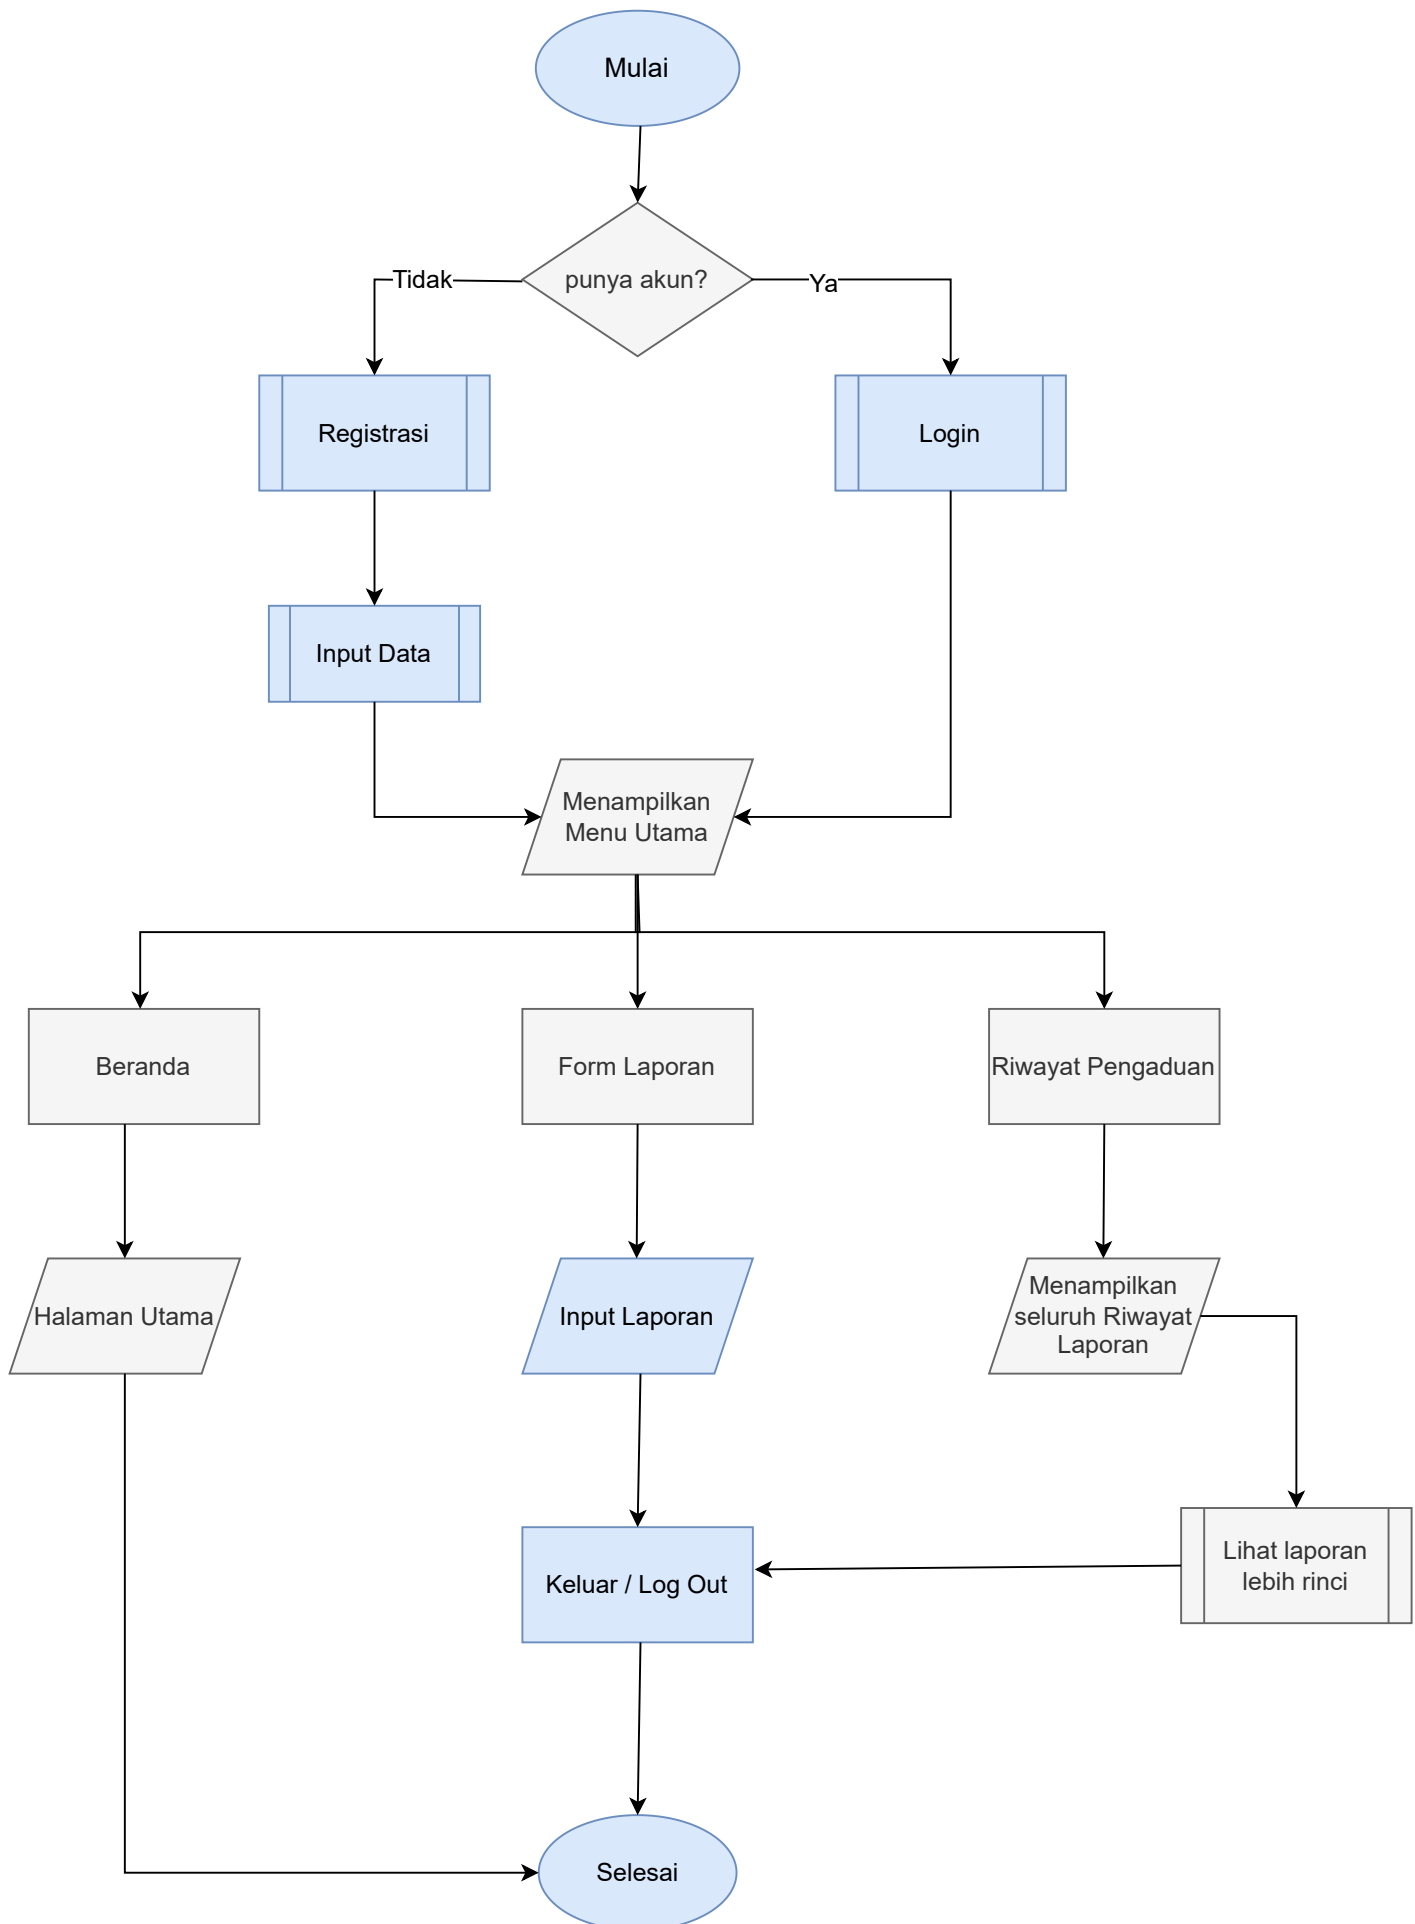 Mulai
punya akun?
Tidak
Ya
Registrasi
Login
Input Data
Menampilkan
Menu Utama
Beranda
Form Laporan
Riwayat Pengaduan
Halaman Utama
Input Laporan
Menampilkan
seluruh Riwayat
Laporan
Keluar / Log Out
Lihat laporan
lebih rinci
Selesai